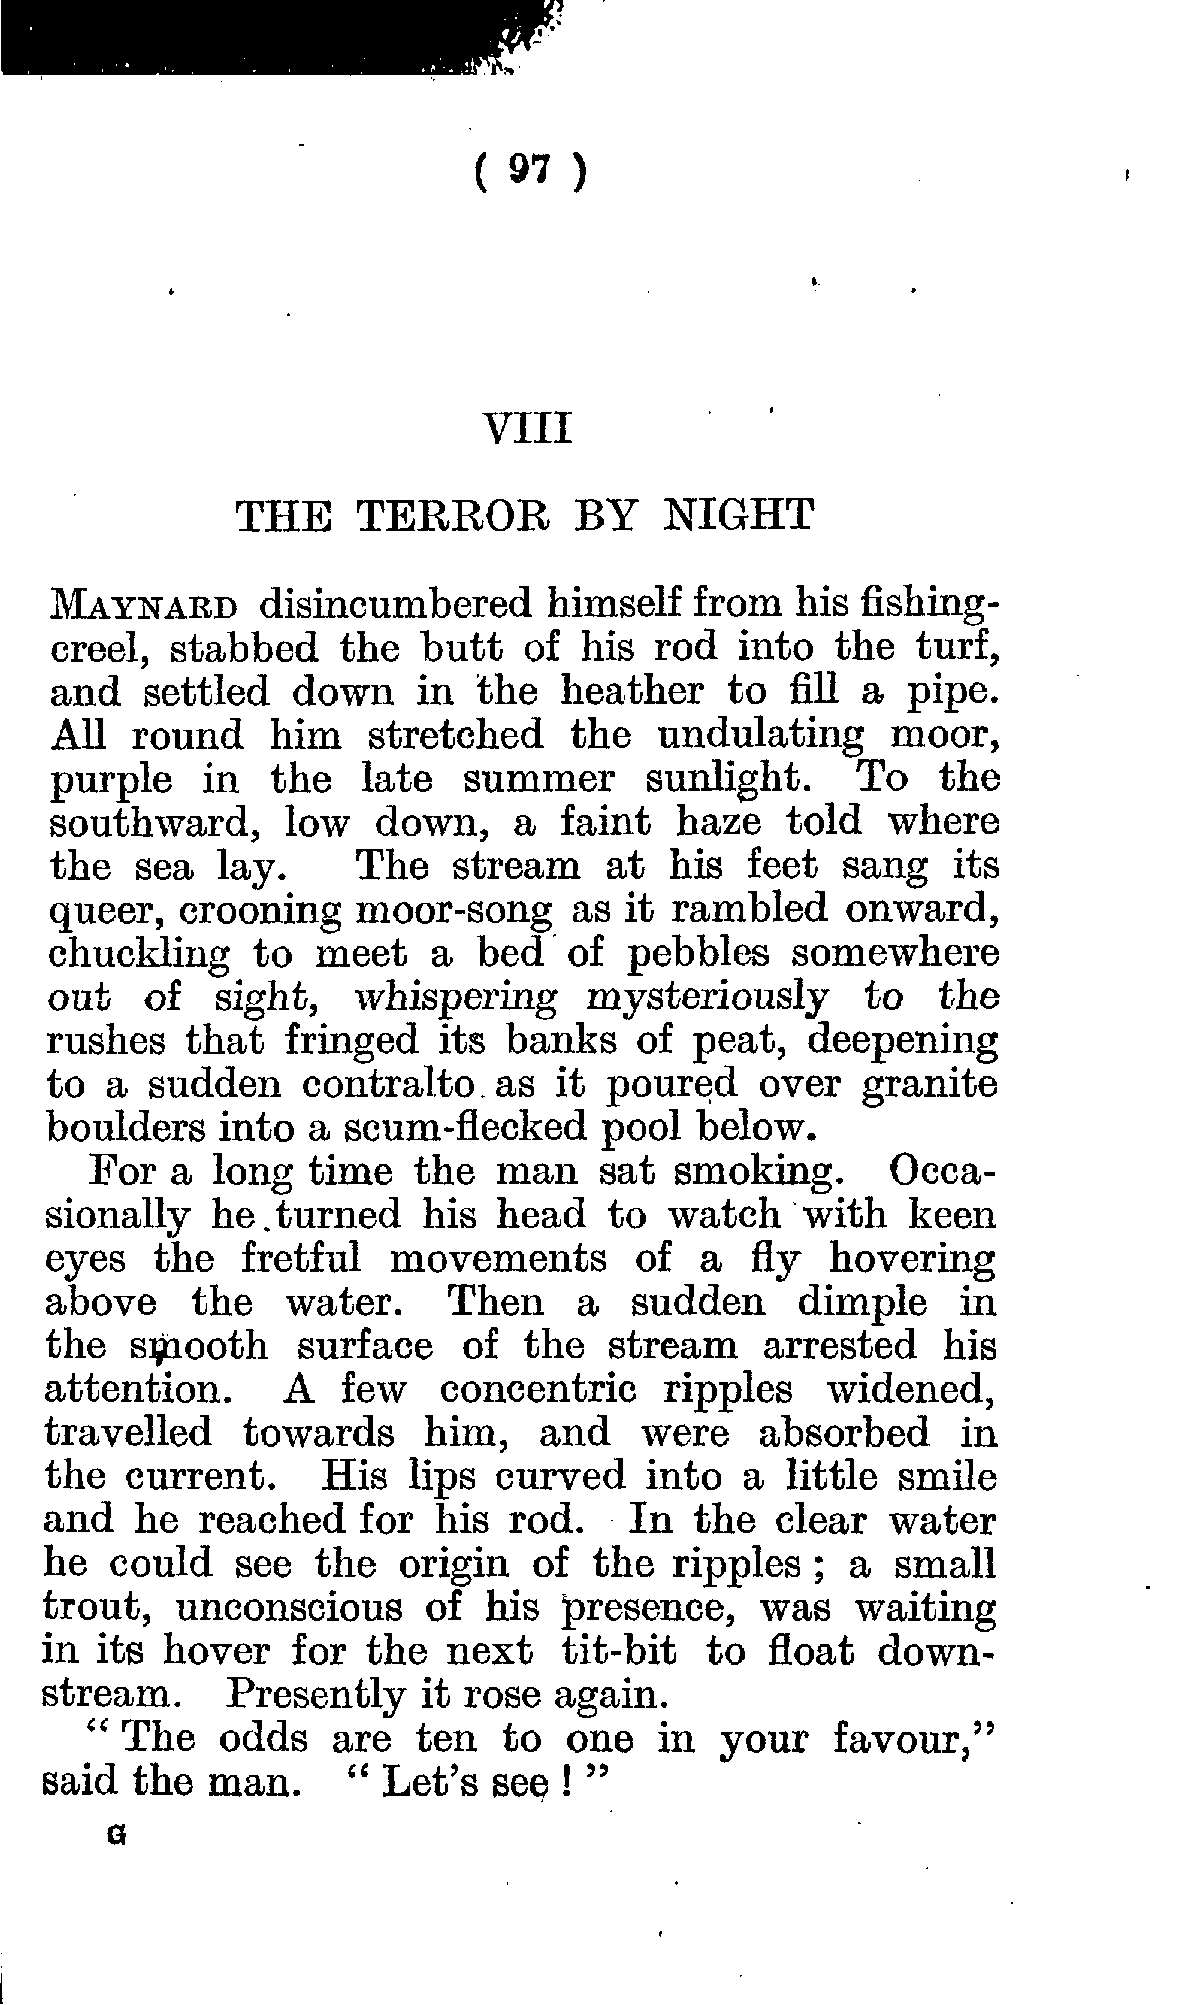 ( 97 )
VIII
THE TERROR BY NIGHT
MAYNARD disincumbered himself from his fishing-
creel, stabbed the butt of his rod into the turf,
and settled down in the heather to fill a pipe.
All round him stretched the undulating moor,
purple in the late summer sunlight. To the
southward, low down, a faint haze told where
the sea lay. The stream at his feet sang its
queer, crooning moor-song as it rambled onward,
chuckling to meet a bed of pebbles somewhere
out of sight, whispering mysteriously to the
rushes that fringed its banks of peat, deepening
to a sudden contralto as it poured over granite
boulders into a scum-flecked pool below.
For a long time the man sat smoking. Occa-
sionally he turned his head to watch with keen
eyes the fretful movements of a fly hovering
above the water. Then a sudden dimple in
the smooth surface of the stream arrested his
attention. A few concentric ripples widened,
travelled towards him, and were absorbed in
the current. His lips curved into a little smile
and he reached for his rod. In the clear water
he could see the origin of the ripples ; a small
trout, unconscious of his presence, was waiting
in its hover for the next tit-bit to float down-
stream. Presently it rose again.
“ The odds are ten to one in your favour,”
said the man. “ Let’s see ! ”
G